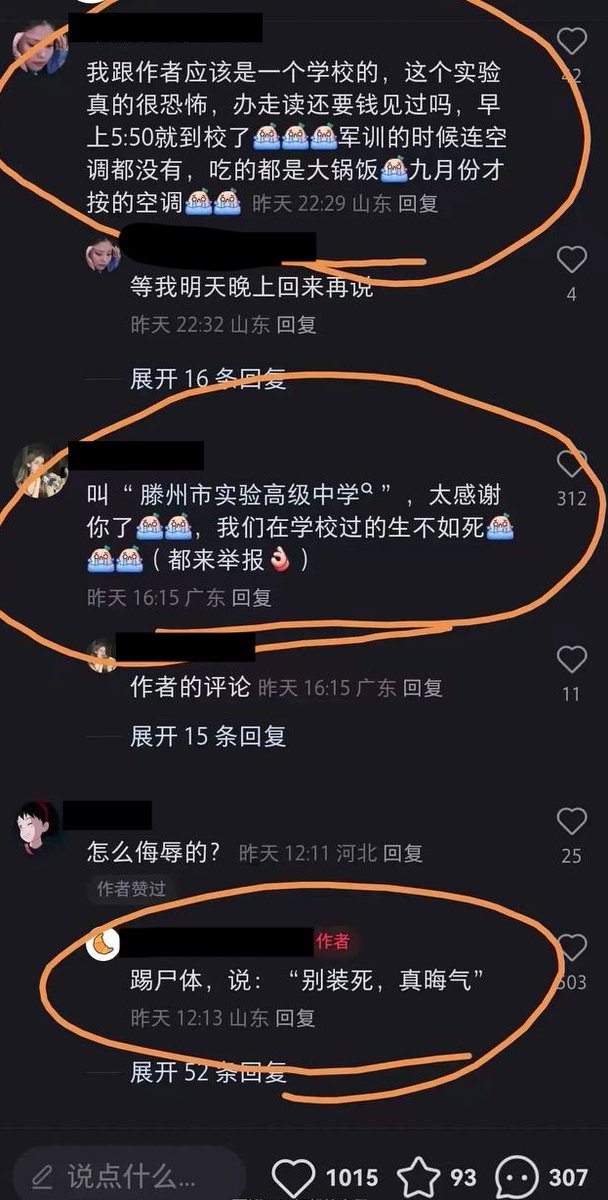 我跟作者应该是一个学校的，这个实验
真的很恐怖，办走读还要钱见过吗，早
上5:50就到校了军训的时候连空
调都没有，吃的都是大锅饭九月份才
按的空调 昨天 22:29 山东 回复
42
等我明天晚上回来再说
昨天 22:32 山东 回复
4
展开 16 条回复
叫“ 滕州市实验高级中学 ”，太感谢
你了，我们在学校过的生不如死
（都来举报👌）
昨天 16:15 广东 回复
312
作者的评论 昨天 16:15 广东 回复
11
展开 15 条回复
怎么侮辱的？ 昨天 12:11 河北 回复
25
作者赞过
作者
踢尸体，说：“别装死，真晦气”
昨天 12:13 山东 回复
展开 52 条回复
说点什么... 1015 93 307